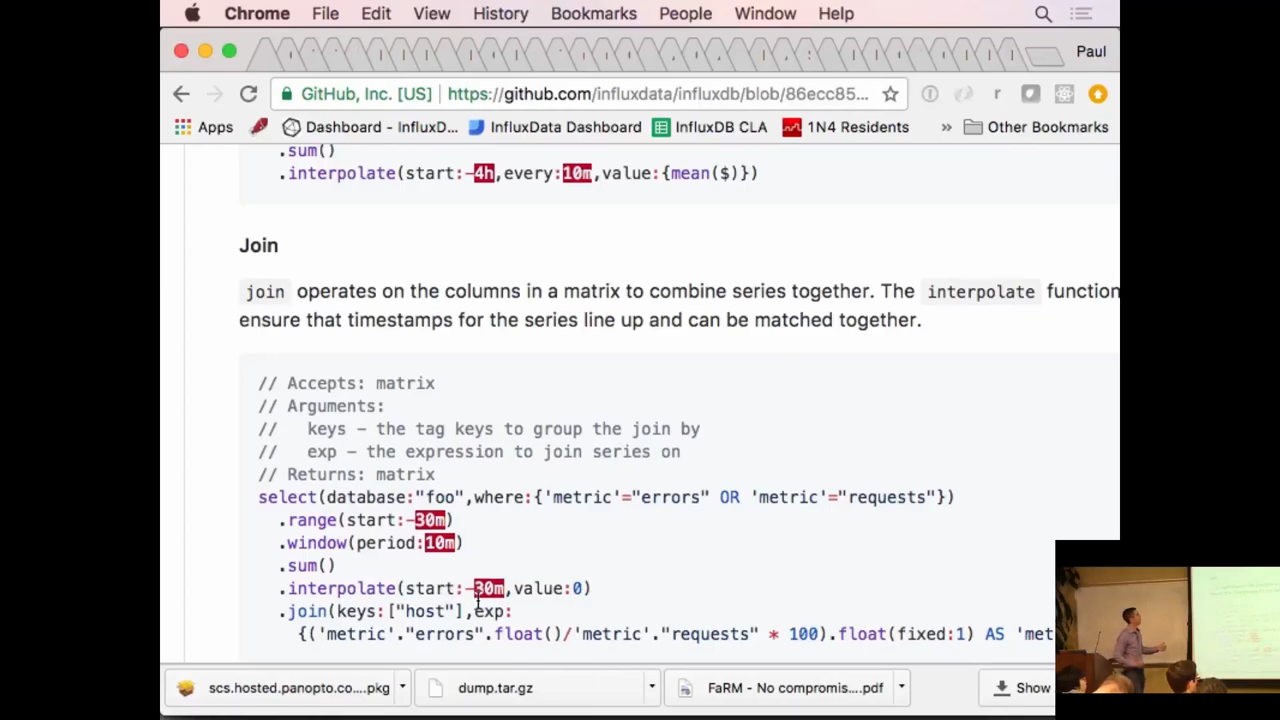 Chrome File Edit View History Bookmarks People Window Help
Paul
GitHub, Inc. [US] https://github.com/influxdata/influxdb/blob/86ecc85...
Apps Dashboard - InfluxD... InfluxData Dashboard InfluxDB CLA 1N4 Residents » Other Bookmarks
.sum()
.interpolate(start:-4h,every:10m,value:{mean($)})
Join
join operates on the columns in a matrix to combine series together. The interpolate function
ensure that timestamps for the series line up and can be matched together.
// Accepts: matrix
// Arguments:
// keys - the tag keys to group the join by
// exp - the expression to join series on
// Returns: matrix
select(database:"foo",where:{'metric'="errors" OR 'metric'="requests"})
.range(start:-30m)
.window(period:10m)
.sum()
.interpolate(start:-30m,value:0)
.join(keys:["host"],exp:
{('metric'."errors".float()/'metric'."requests" * 100).float(fixed:1) AS 'met
scs.hosted.panopto.co....pkg dump.tar.gz FaRM - No compromis....pdf Show